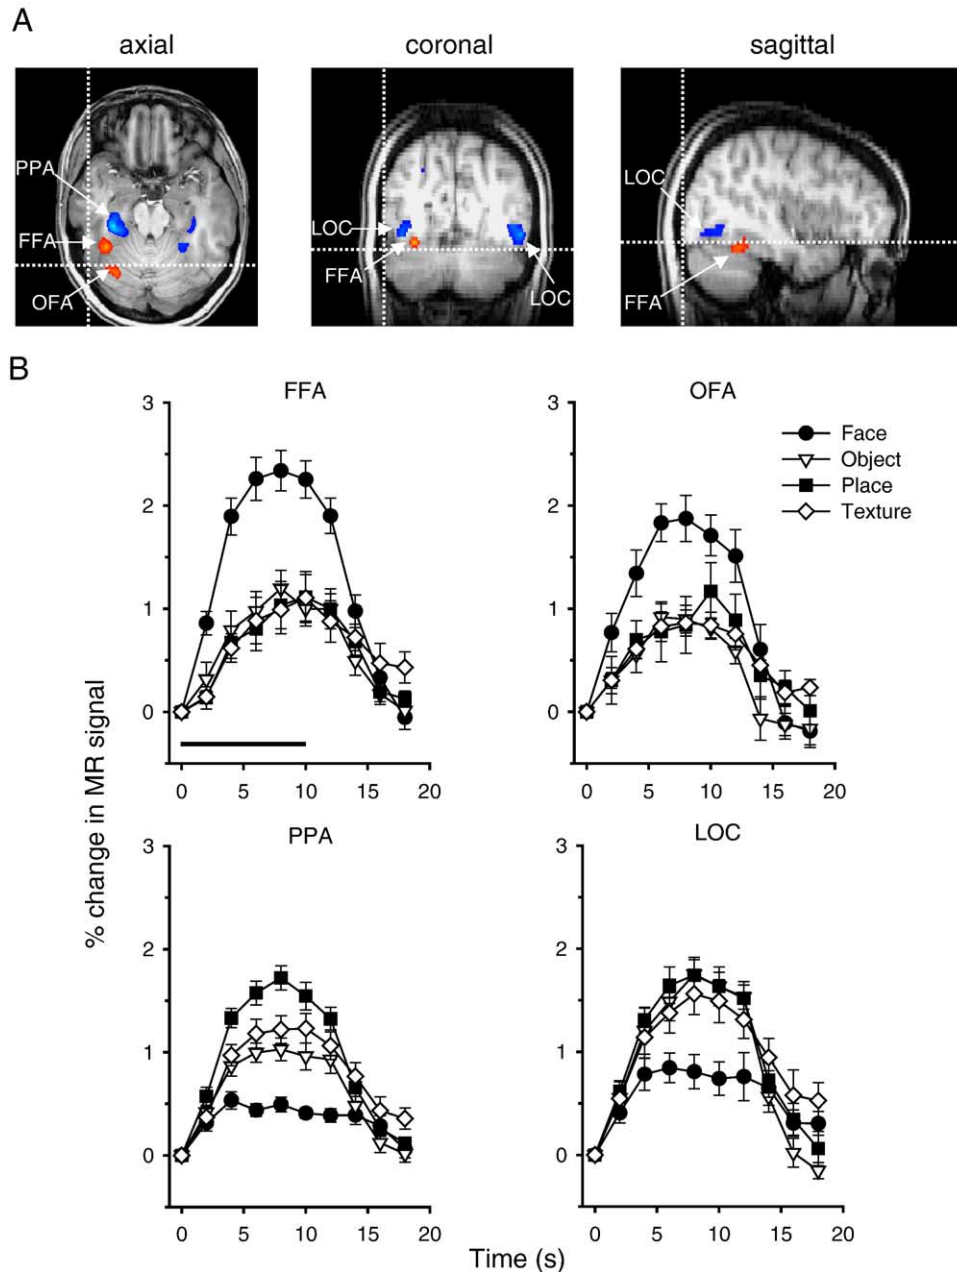 A
axial
coronal
sagittal
PPA
FFA
OFA
LOC
FFA
LOC
LOC
FFA
B
FFA
OFA
Face
Object
Place
Texture
3
2
1
0
0 5 10 15 20
3
2
1
0
0 5 10 15 20
% change in MR signal
PPA
LOC
3
2
1
0
0 5 10 15 20
3
2
1
0
0 5 10 15 20
Time (s)